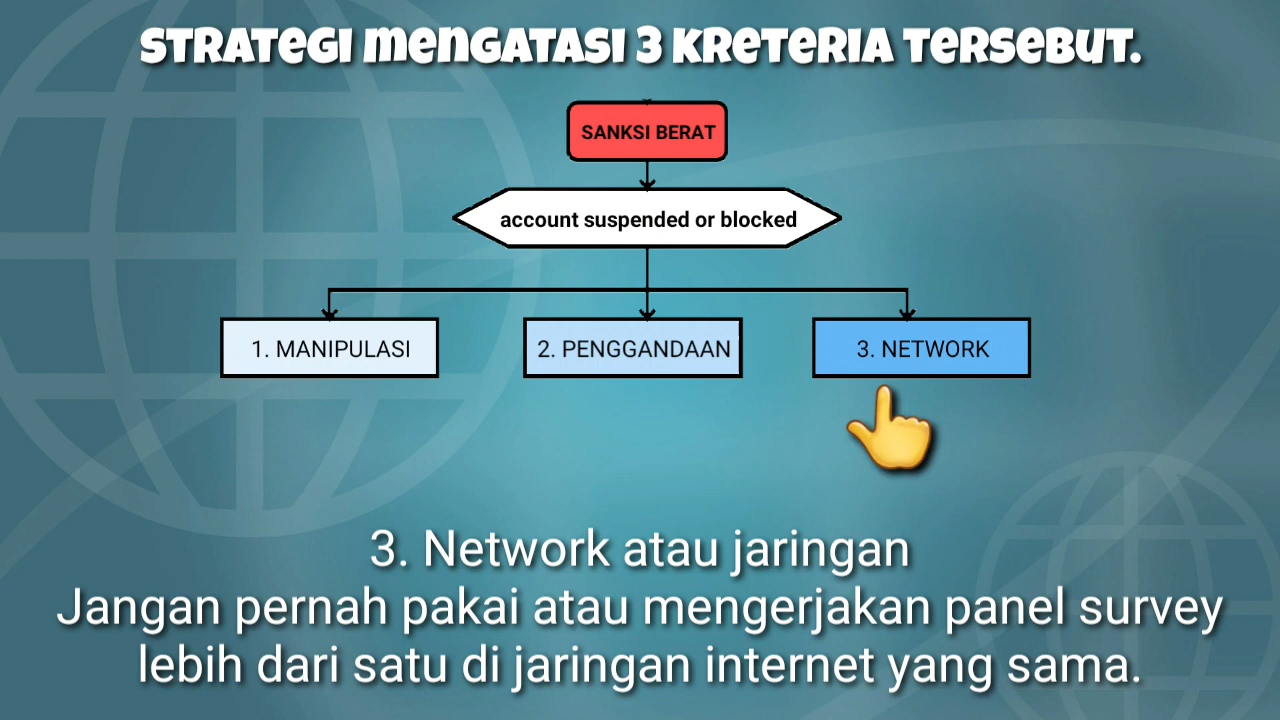 STRATEGI MENGATASI 3 KRETERIA TERSEBUT.
SANKSI BERAT
account suspended or blocked
1. MANIPULASI
2. PENGGANDAAN
3. NETWORK
3. Network atau jaringan
Jangan pernah pakai atau mengerjakan panel survey
lebih dari satu di jaringan internet yang sama.